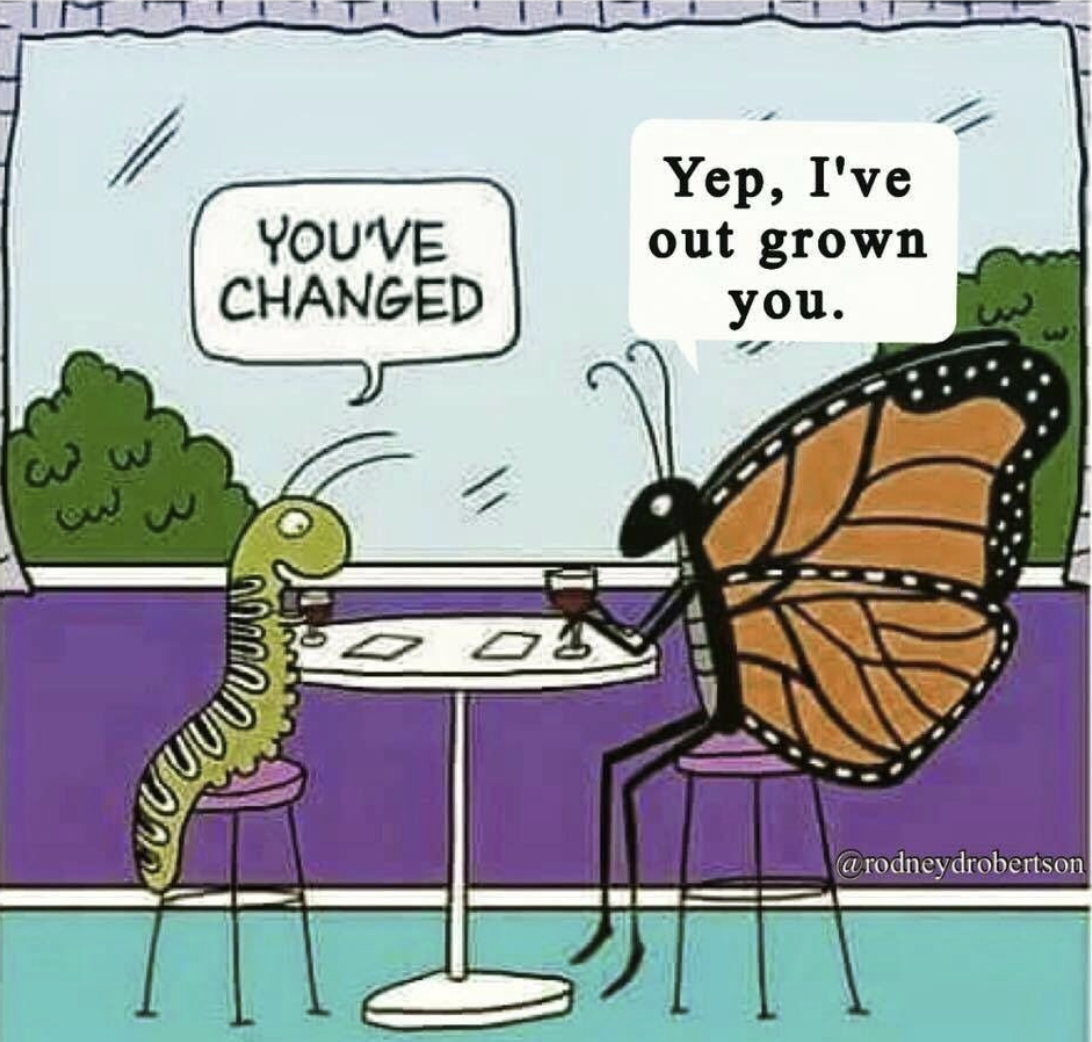 YOU'VE
CHANGED
Yep, I've
out grown
you.
@rodneydrobertson